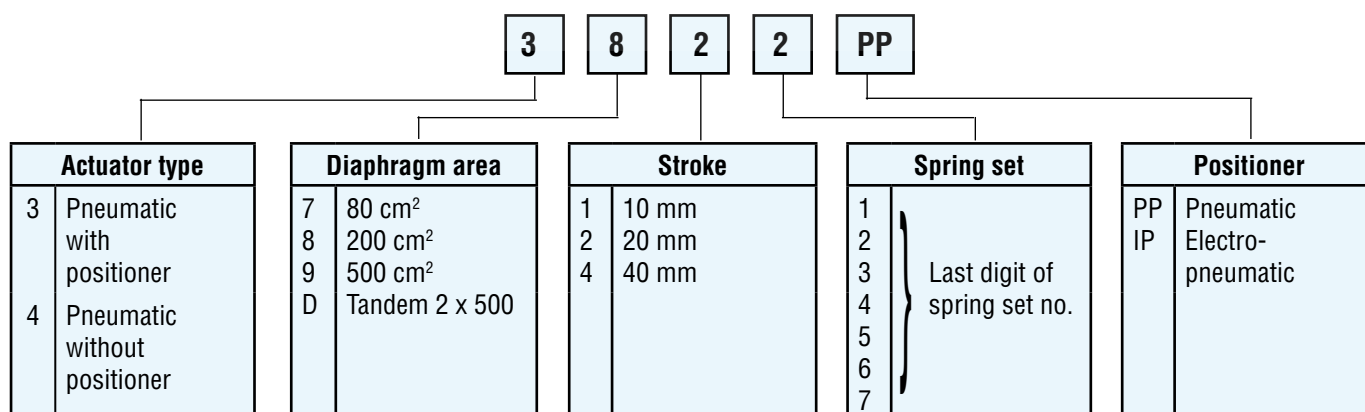 3 8 2 2 PP
Actuator type
3 Pneumatic
with
positioner
4 Pneumatic
without
positioner
Diaphragm area
7 80 cm²
8 200 cm²
9 500 cm²
D Tandem 2 x 500
Stroke
1 10 mm
2 20 mm
4 40 mm
Spring set
1
2
3 Last digit of
4 spring set no.
5
6
7
Positioner
PP Pneumatic
IP Electro-
pneumatic